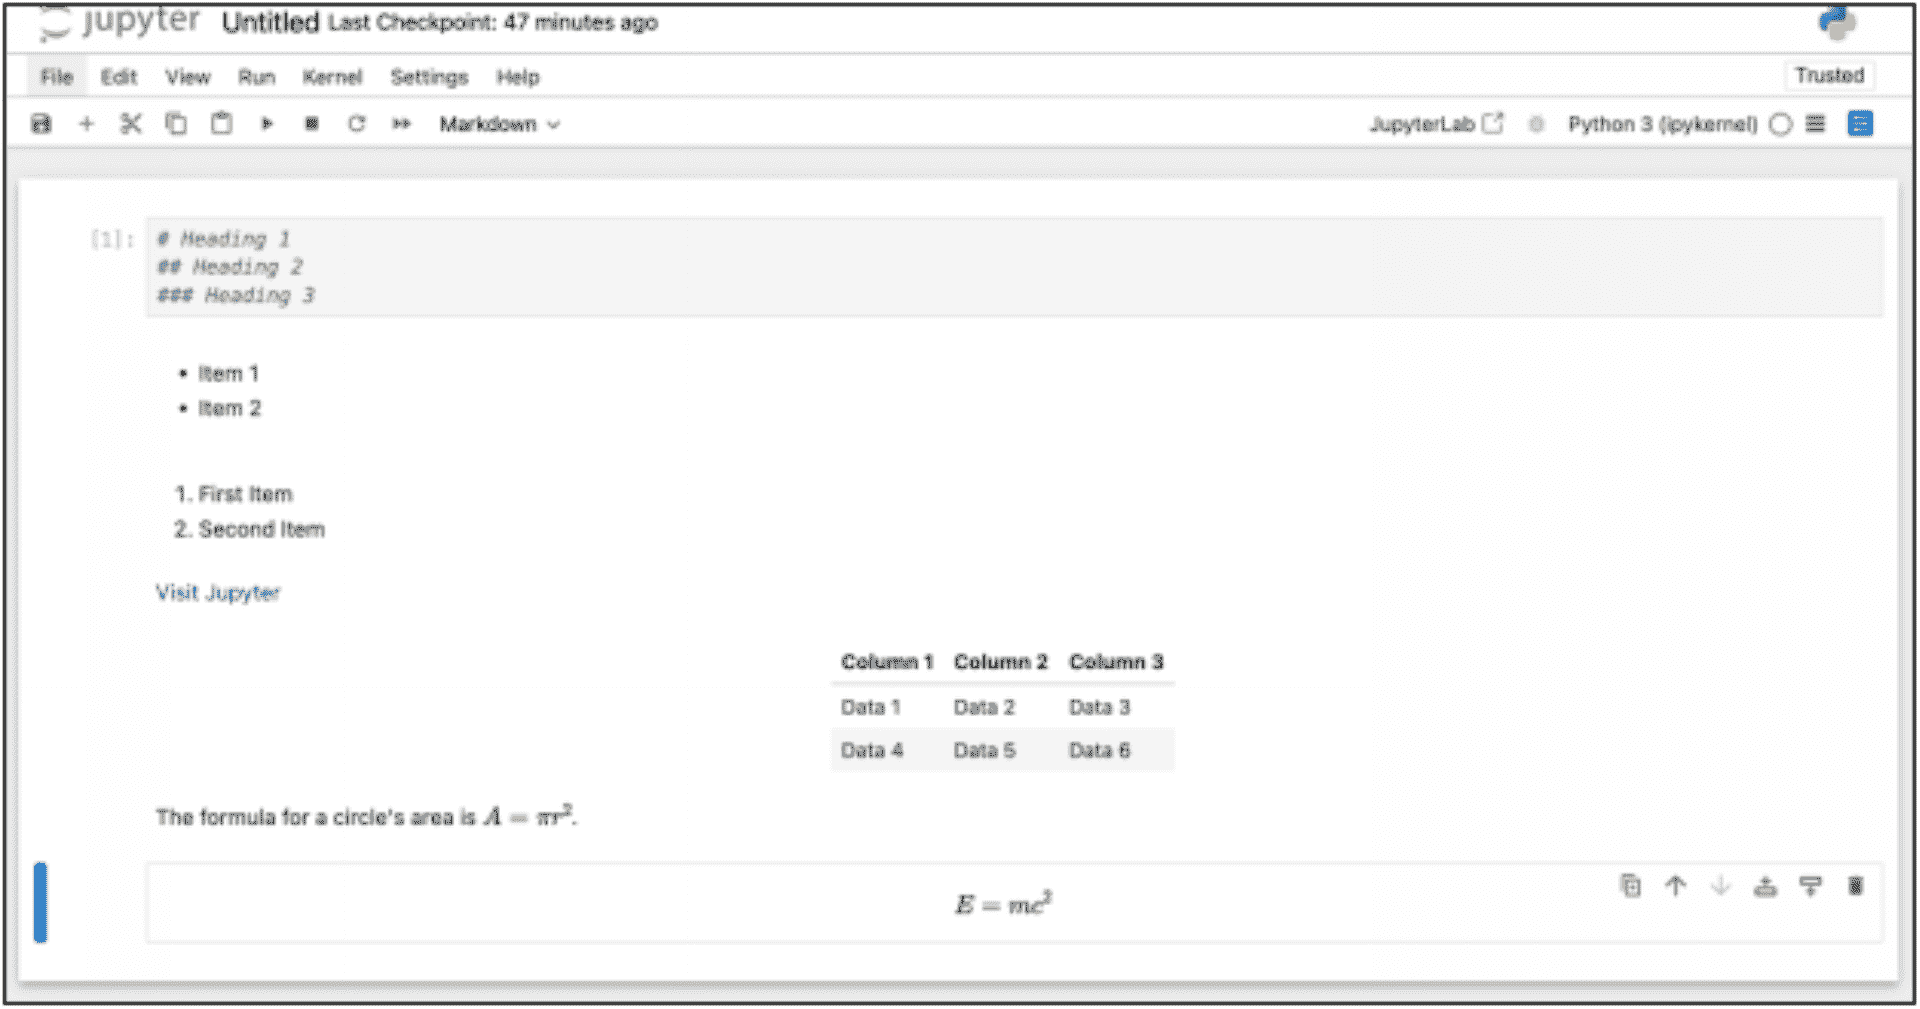 jupyter Untitled Last Checkpoint: 47 minutes ago
File Edit View Run Kernel Settings Help Trusted
Markdown JupyterLab Python 3 (ipykernel)
[1]: # Heading 1
## Heading 2
### Heading 3
• Item 1
• Item 2
1. First Item
2. Second Item
Visit Jupyter
Column 1 Column 2 Column 3
Data 1 Data 2 Data 3
Data 4 Data 5 Data 6
The formula for a circle's area is A = πr².
E = mc²